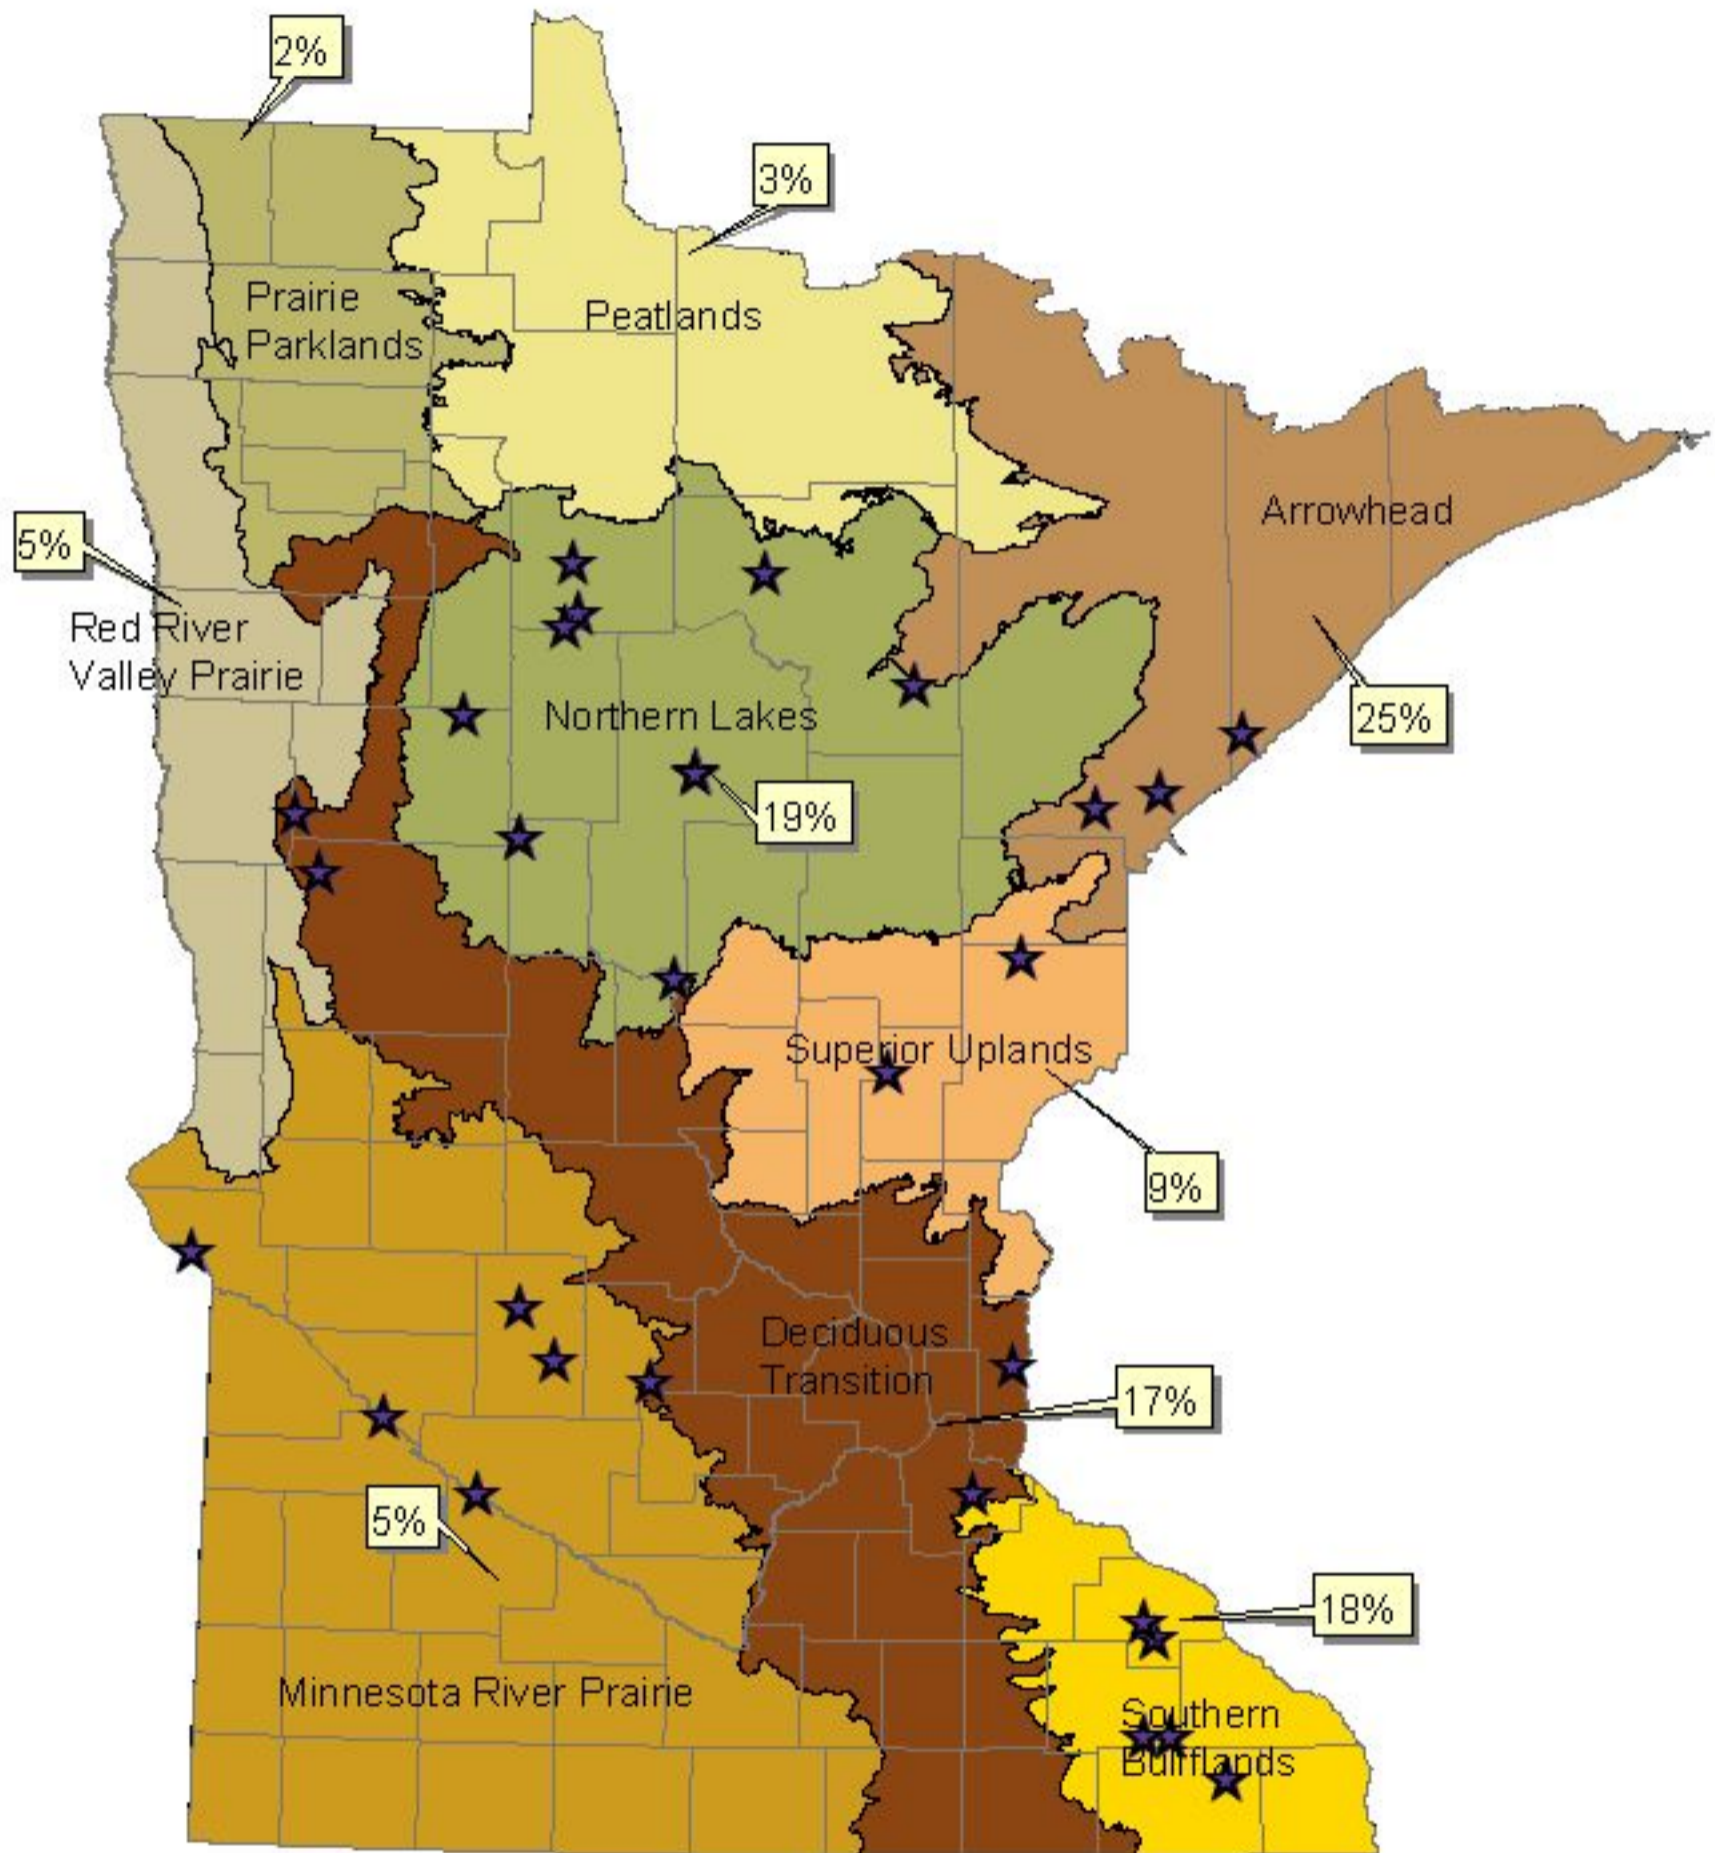 2%
3%
Prairie
Parklands
Peatlands
Arrowhead
5%
Red River
Valley Prairie
25%
Northern Lakes
19%
Superior Uplands
9%
Deciduous
Transition
17%
5%
18%
Minnesota River Prairie
Southern
Bulfflands